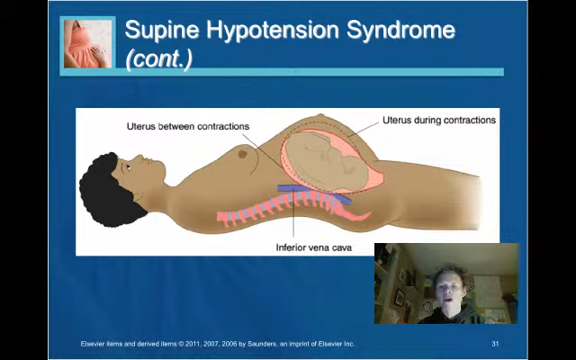 Supine Hypotension Syndrome
(cont.)
Uterus between contractions
Uterus during contractions
Inferior vena cava
Elsevier items and derived items © 2011, 2007, 2006 by Saunders, an imprint of Elsevier Inc.
31